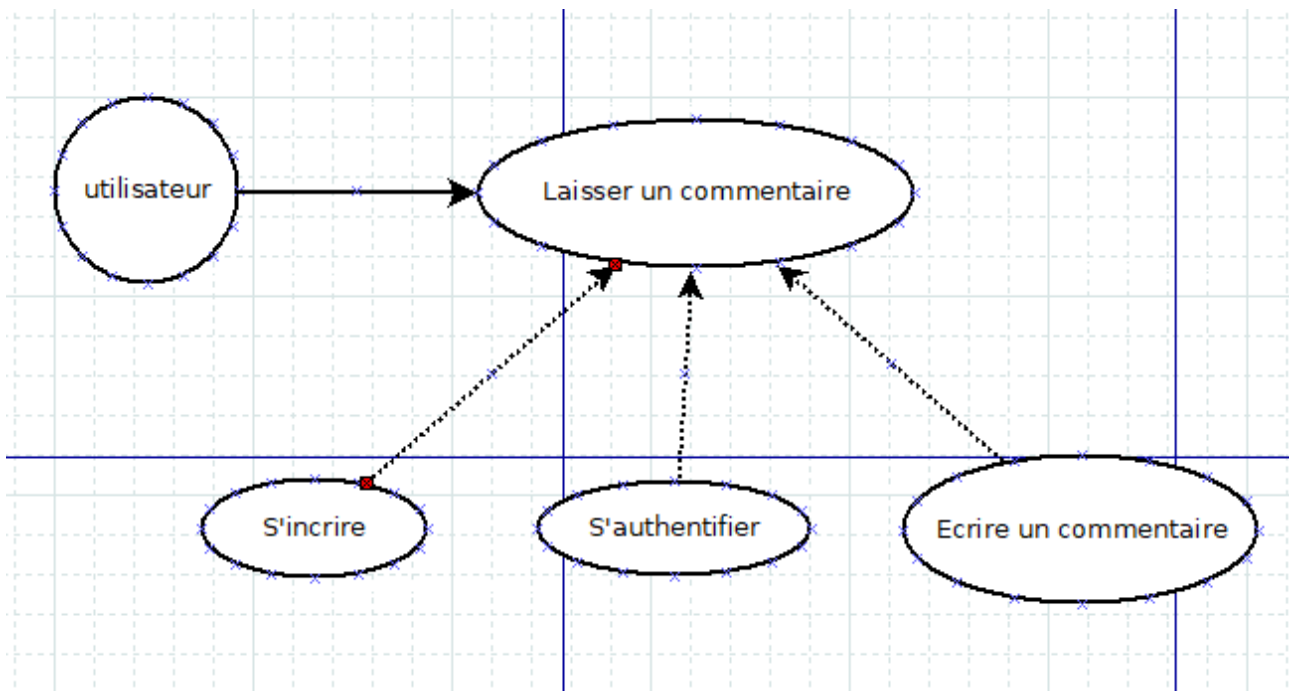 utilisateur
Laisser un commentaire
S'incrire
S'authentifier
Ecrire un commentaire